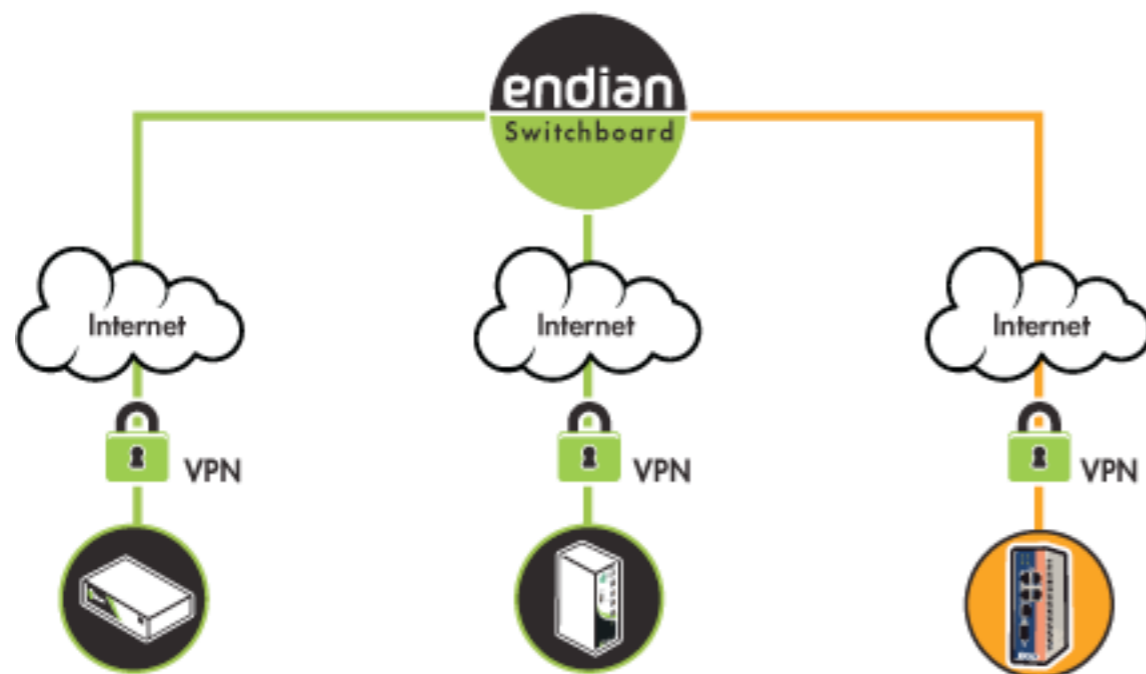 endian
Switchboard
Internet
Internet
Internet
VPN
VPN
VPN